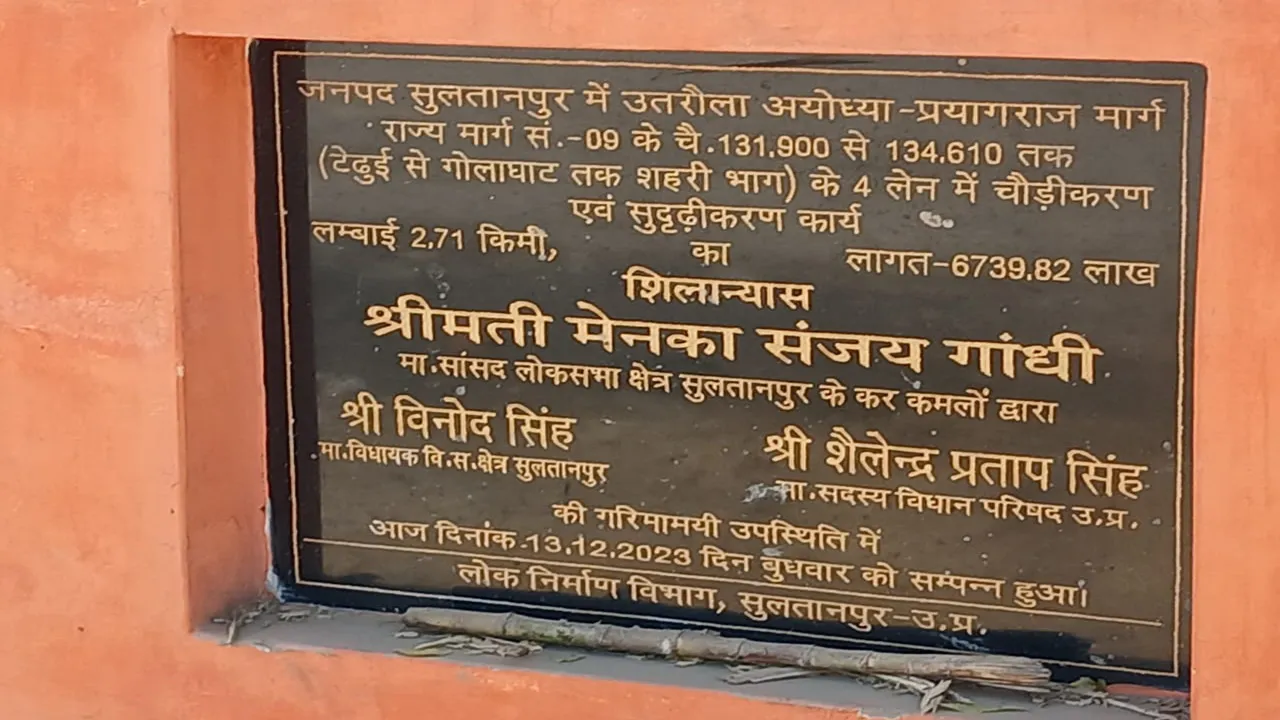 जनपद सुलतानपुर में उतरौला अयोध्या-प्रयागराज मार्ग
राज्य मार्ग सं.-09 के चै.131.900 से 134.610 तक
(टेढुई से गोलाघाट तक शहरी भाग) के 4 लेन में चौड़ीकरण
एवं सुदृढ़ीकरण कार्य
लम्बाई 2.71 किमी, का लागत-6739.82 लाख
शिलान्यास
श्रीमती मेनका संजय गांधी
मा.सांसद लोकसभा क्षेत्र सुलतानपुर के कर कमलों द्वारा
श्री विनोद सिंह
मा.विधायक वि.स.क्षेत्र सुलतानपुर
श्री शैलेन्द्र प्रताप सिंह
मा.सदस्य विधान परिषद उ.प्र.
की गरिमामयी उपस्थिति में
आज दिनांक-13.12.2023 दिन बुधवार को सम्पन्न हुआ।
लोक निर्माण विभाग, सुलतानपुर-उ.प्र.